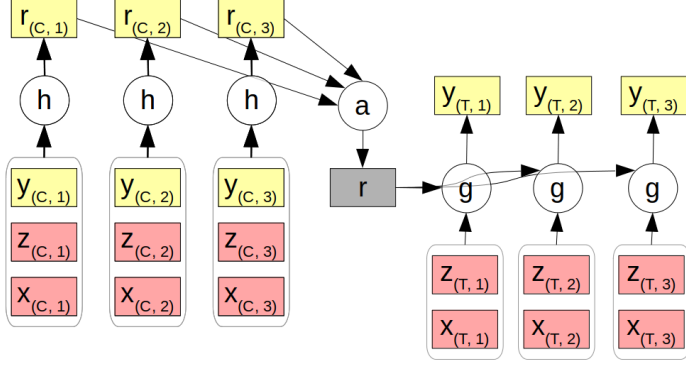 r(C, 1) r(C, 2) r(C, 3)
h h h a
y(T, 1) y(T, 2) y(T, 3)
y(C, 1) y(C, 2) y(C, 3) r g g g
z(C, 1) z(C, 2) z(C, 3)
z(T, 1) z(T, 2) z(T, 3)
x(C, 1) x(C, 2) x(C, 3)
x(T, 1) x(T, 2) x(T, 3)